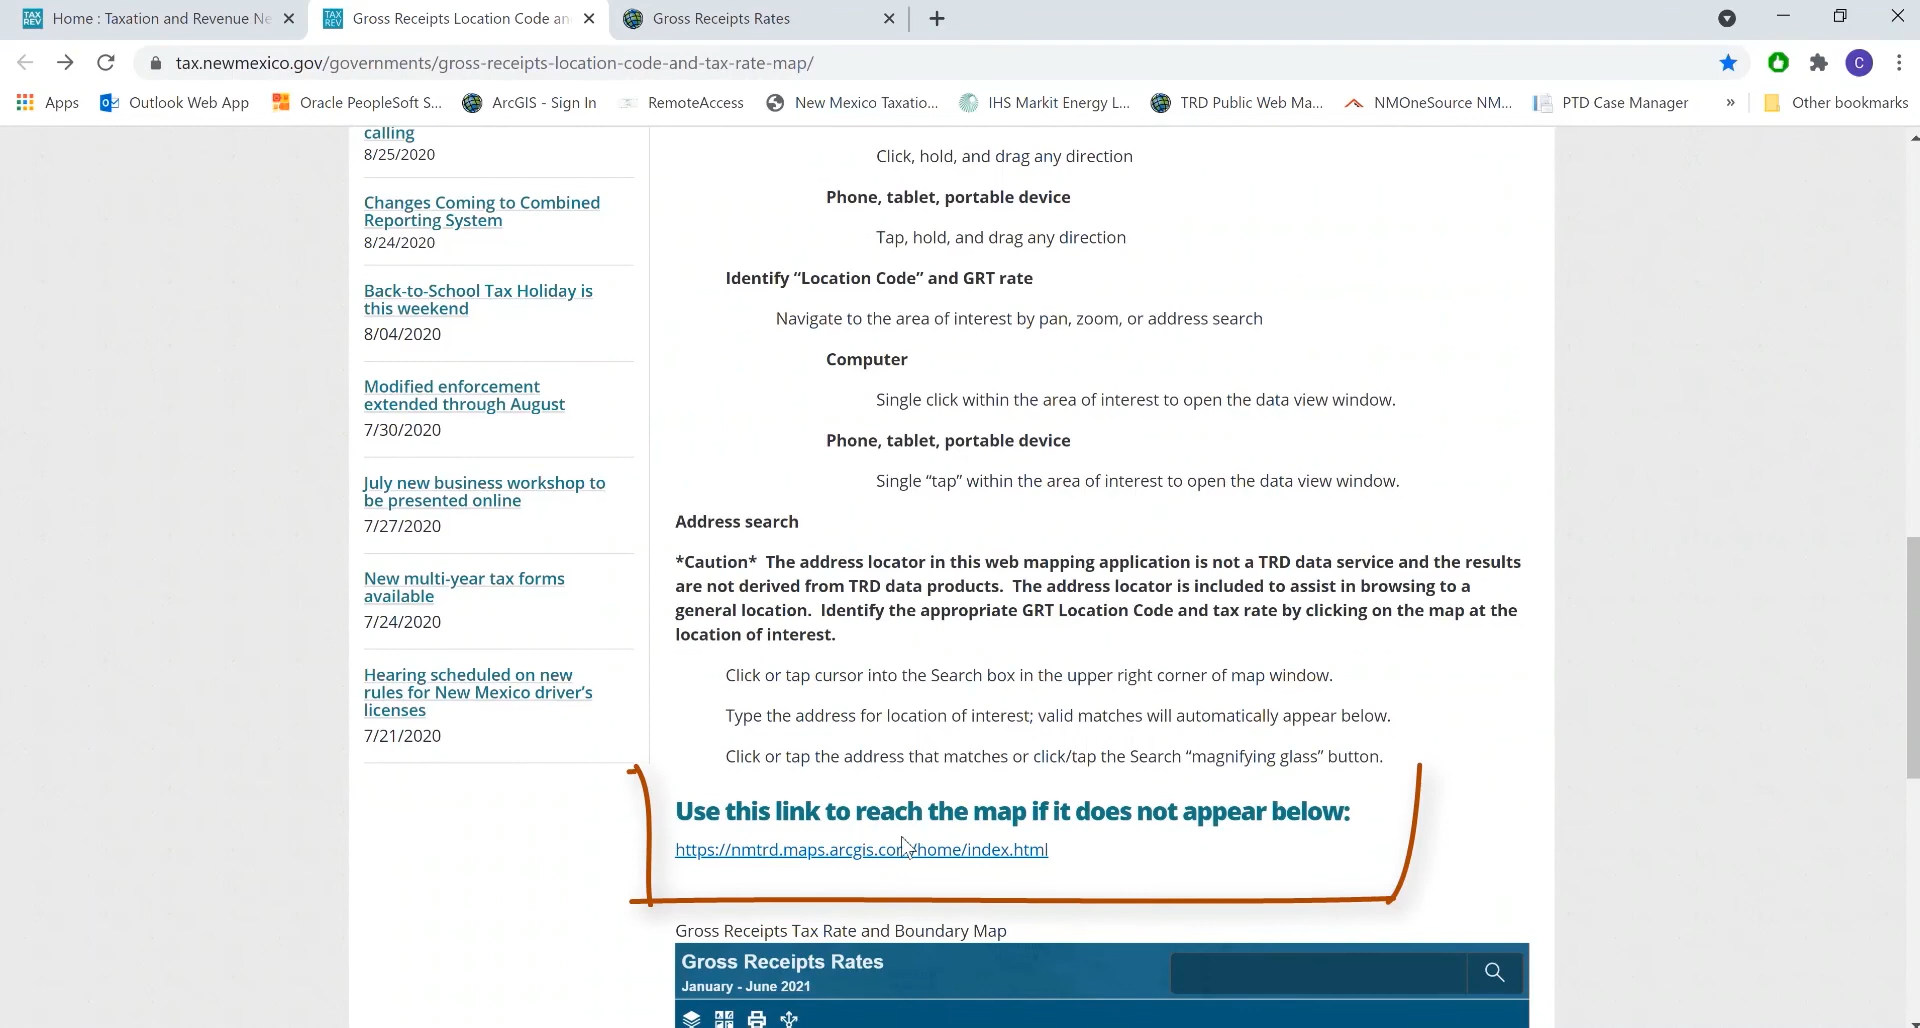 TAX REV Home : Taxation and Revenue Ne
TAX REV Gross Receipts Location Code an
Gross Receipts Rates
tax.newmexico.gov/governments/gross-receipts-location-code-and-tax-rate-map/
C
Apps
Outlook Web App
Oracle PeopleSoft S...
ArcGIS - Sign In
RemoteAccess
New Mexico Taxatio...
IHS Markit Energy L...
TRD Public Web Ma...
NMOneSource NM...
PTD Case Manager
»
Other bookmarks
calling
8/25/2020
Changes Coming to Combined
Reporting System
8/24/2020
Back-to-School Tax Holiday is
this weekend
8/04/2020
Modified enforcement
extended through August
7/30/2020
July new business workshop to
be presented online
7/27/2020
New multi-year tax forms
available
7/24/2020
Hearing scheduled on new
rules for New Mexico driver's
licenses
7/21/2020
Click, hold, and drag any direction
Phone, tablet, portable device
Tap, hold, and drag any direction
Identify “Location Code” and GRT rate
Navigate to the area of interest by pan, zoom, or address search
Computer
Single click within the area of interest to open the data view window.
Phone, tablet, portable device
Single “tap” within the area of interest to open the data view window.
Address search
*Caution* The address locator in this web mapping application is not a TRD data service and the results
are not derived from TRD data products. The address locator is included to assist in browsing to a
general location. Identify the appropriate GRT Location Code and tax rate by clicking on the map at the
location of interest.
Click or tap cursor into the Search box in the upper right corner of map window.
Type the address for location of interest; valid matches will automatically appear below.
Click or tap the address that matches or click/tap the Search “magnifying glass” button.
Use this link to reach the map if it does not appear below:
https://nmtrd.maps.arcgis.com/home/index.html
Gross Receipts Tax Rate and Boundary Map
Gross Receipts Rates
January - June 2021